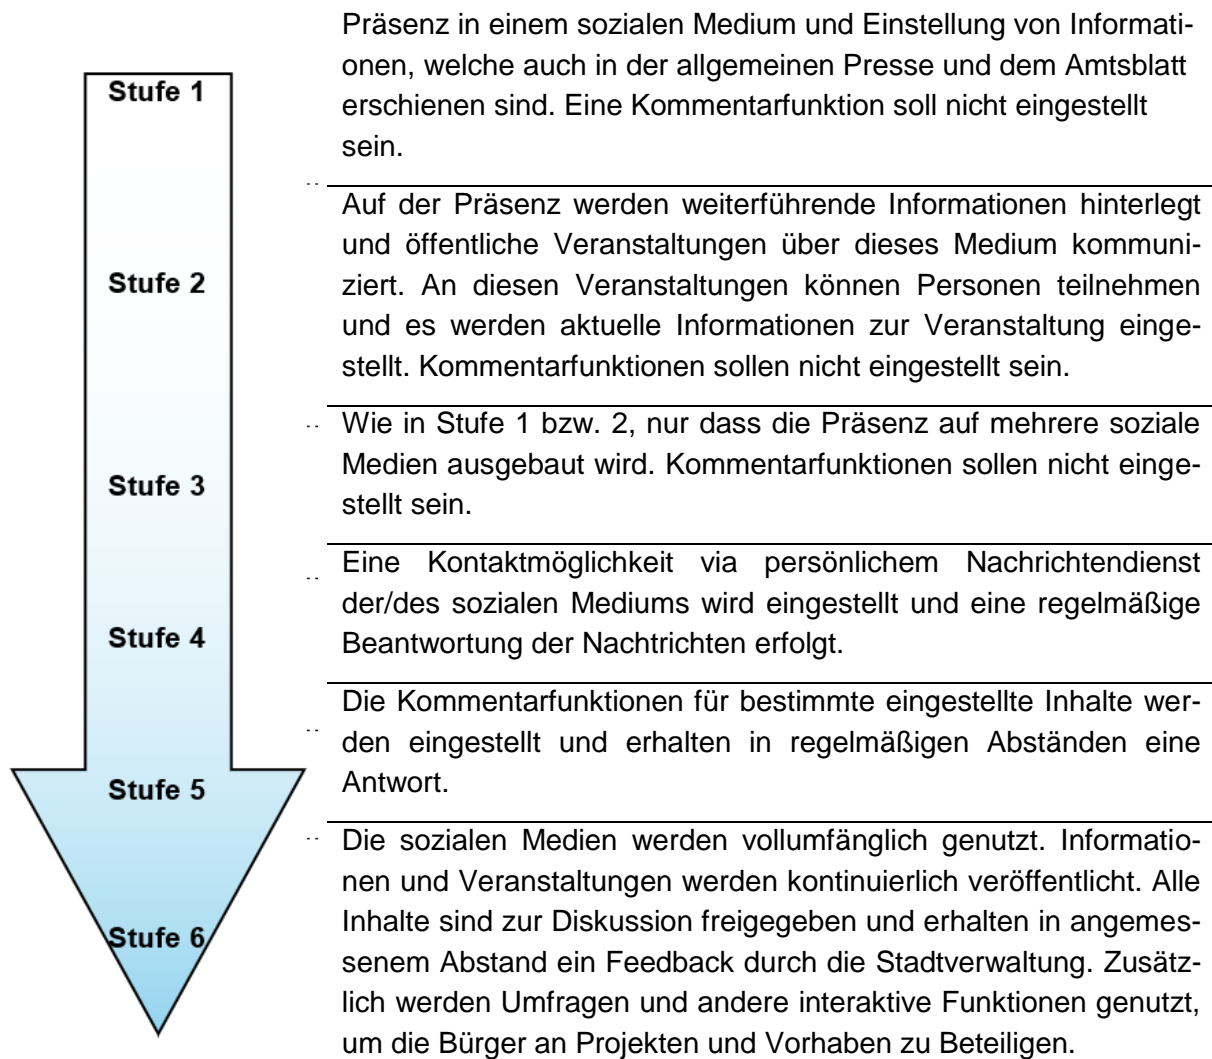 Präsenz in einem sozialen Medium und Einstellung von Informati-
onen, welche auch in der allgemeinen Presse und dem Amtsblatt
erschienen sind. Eine Kommentarfunktion soll nicht eingestellt
sein.
Stufe 1
Auf der Präsenz werden weiterführende Informationen hinterlegt
und öffentliche Veranstaltungen über dieses Medium kommuni-
ziert. An diesen Veranstaltungen können Personen teilnehmen
und es werden aktuelle Informationen zur Veranstaltung einge-
stellt. Kommentarfunktionen sollen nicht eingestellt sein.
Stufe 2
Wie in Stufe 1 bzw. 2, nur dass die Präsenz auf mehrere soziale
Medien ausgebaut wird. Kommentarfunktionen sollen nicht einge-
stellt sein.
Stufe 3
Eine Kontaktmöglichkeit via persönlichem Nachrichtendienst
der/des sozialen Mediums wird eingestellt und eine regelmäßige
Beantwortung der Nachtrichten erfolgt.
Stufe 4
Die Kommentarfunktionen für bestimmte eingestellte Inhalte wer-
den eingestellt und erhalten in regelmäßigen Abständen eine
Antwort.
Stufe 5
Die sozialen Medien werden vollumfänglich genutzt. Informatio-
nen und Veranstaltungen werden kontinuierlich veröffentlicht. Alle
Inhalte sind zur Diskussion freigegeben und erhalten in angemes-
senem Abstand ein Feedback durch die Stadtverwaltung. Zusätz-
lich werden Umfragen und andere interaktive Funktionen genutzt,
um die Bürger an Projekten und Vorhaben zu Beteiligen.
Stufe 6